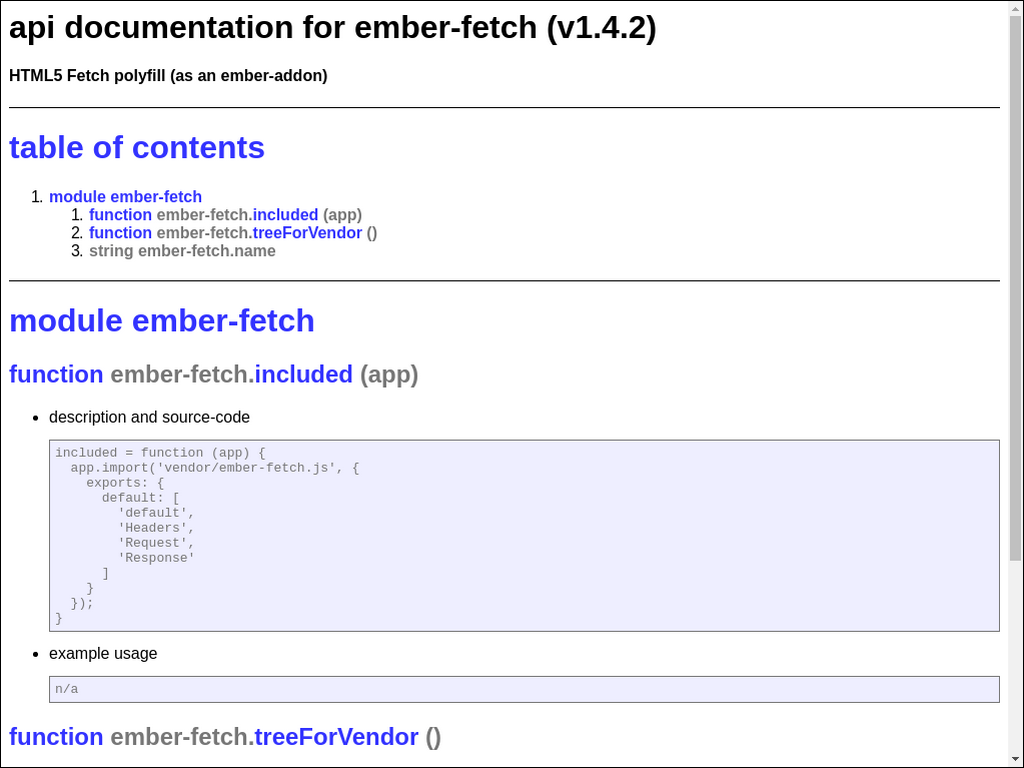 api documentation for ember-fetch (v1.4.2)
HTML5 Fetch polyfill (as an ember-addon)
table of contents
1. module ember-fetch
1. function ember-fetch.included (app)
2. function ember-fetch.treeForVendor ()
3. string ember-fetch.name
module ember-fetch
function ember-fetch.included (app)
• description and source-code
included = function (app) {
  app.import('vendor/ember-fetch.js', {
    exports: {
      default: [
        'default',
        'Headers',
        'Request',
        'Response'
      ]
    }
  });
}
• example usage
n/a
function ember-fetch.treeForVendor ()